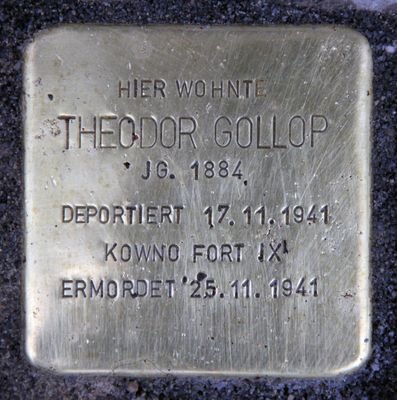 HIER WOHNTE
THEODOR GOLLOP
JG. 1884
DEPORTIERT 17.11.1941
KOWNO FORT IX
ERMORDET 25.11.1941